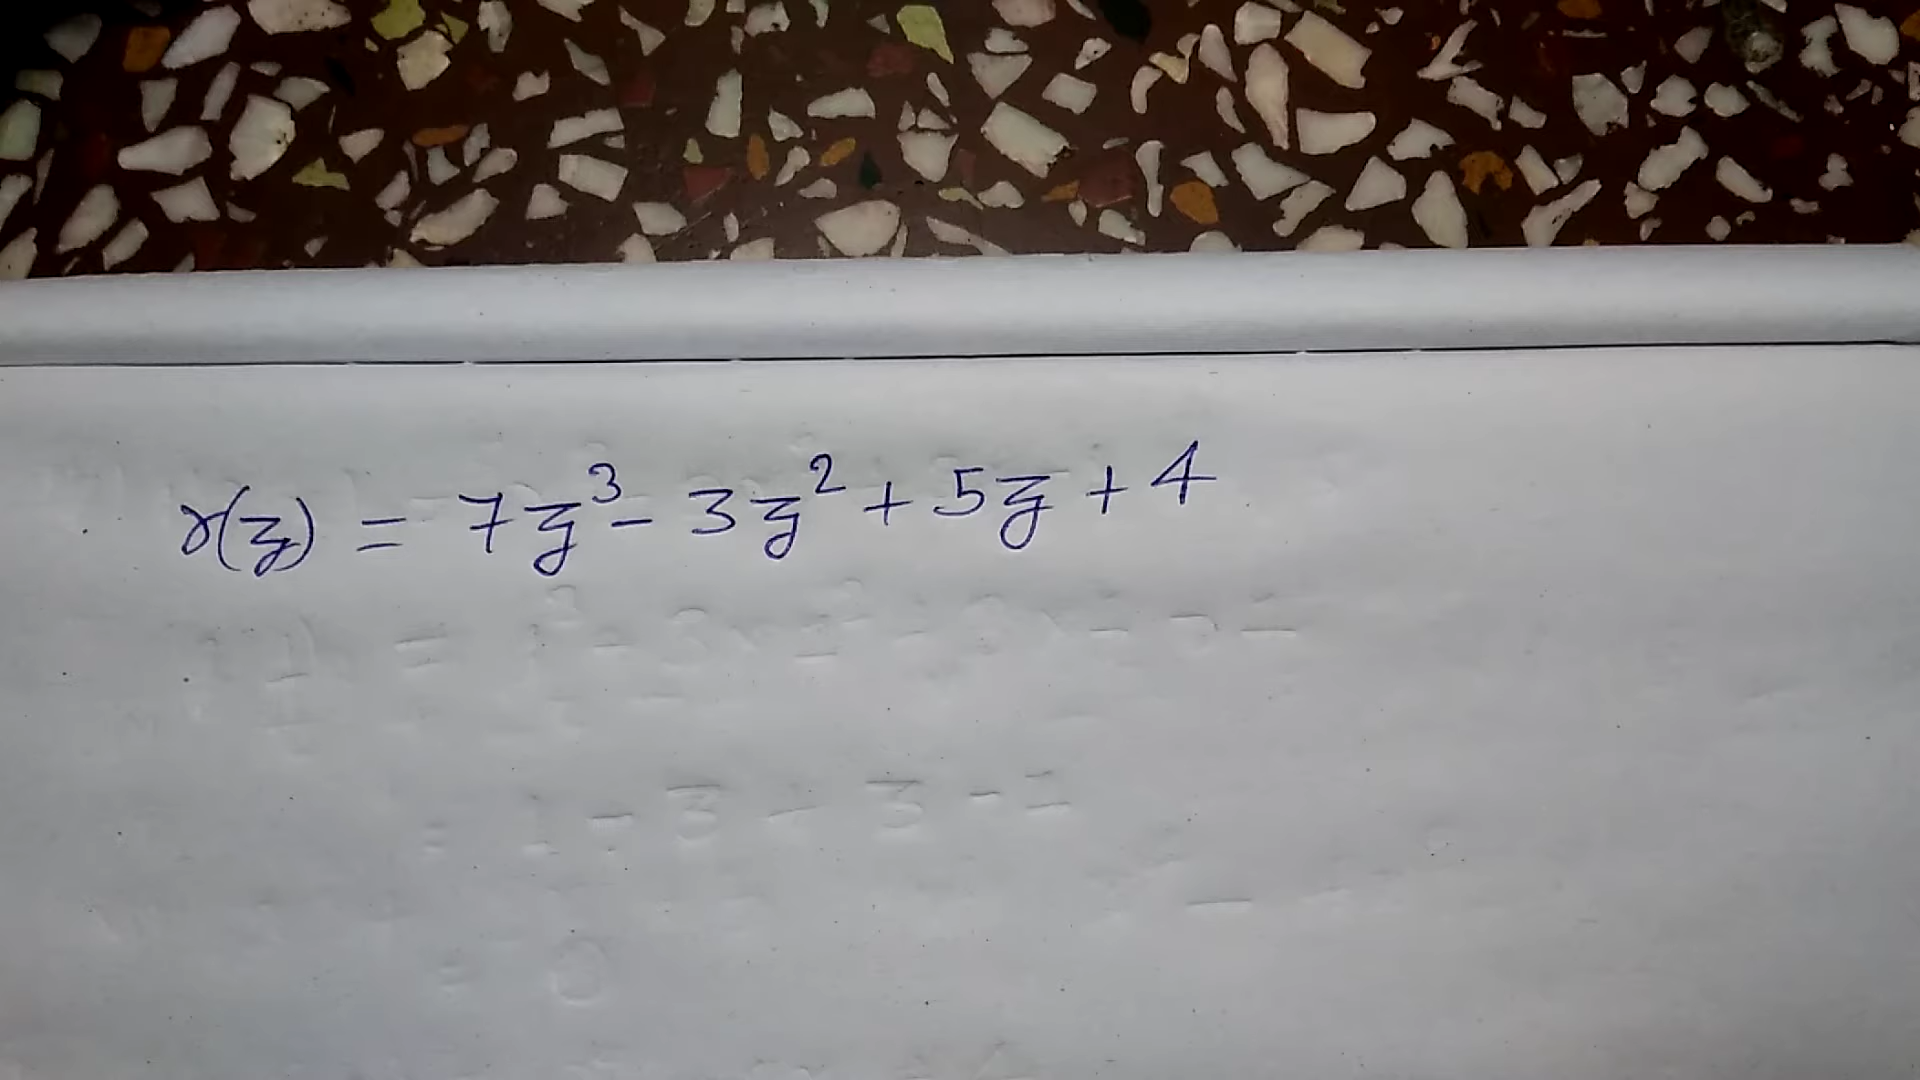 r(z) = 7z³ - 3z² + 5z + 4